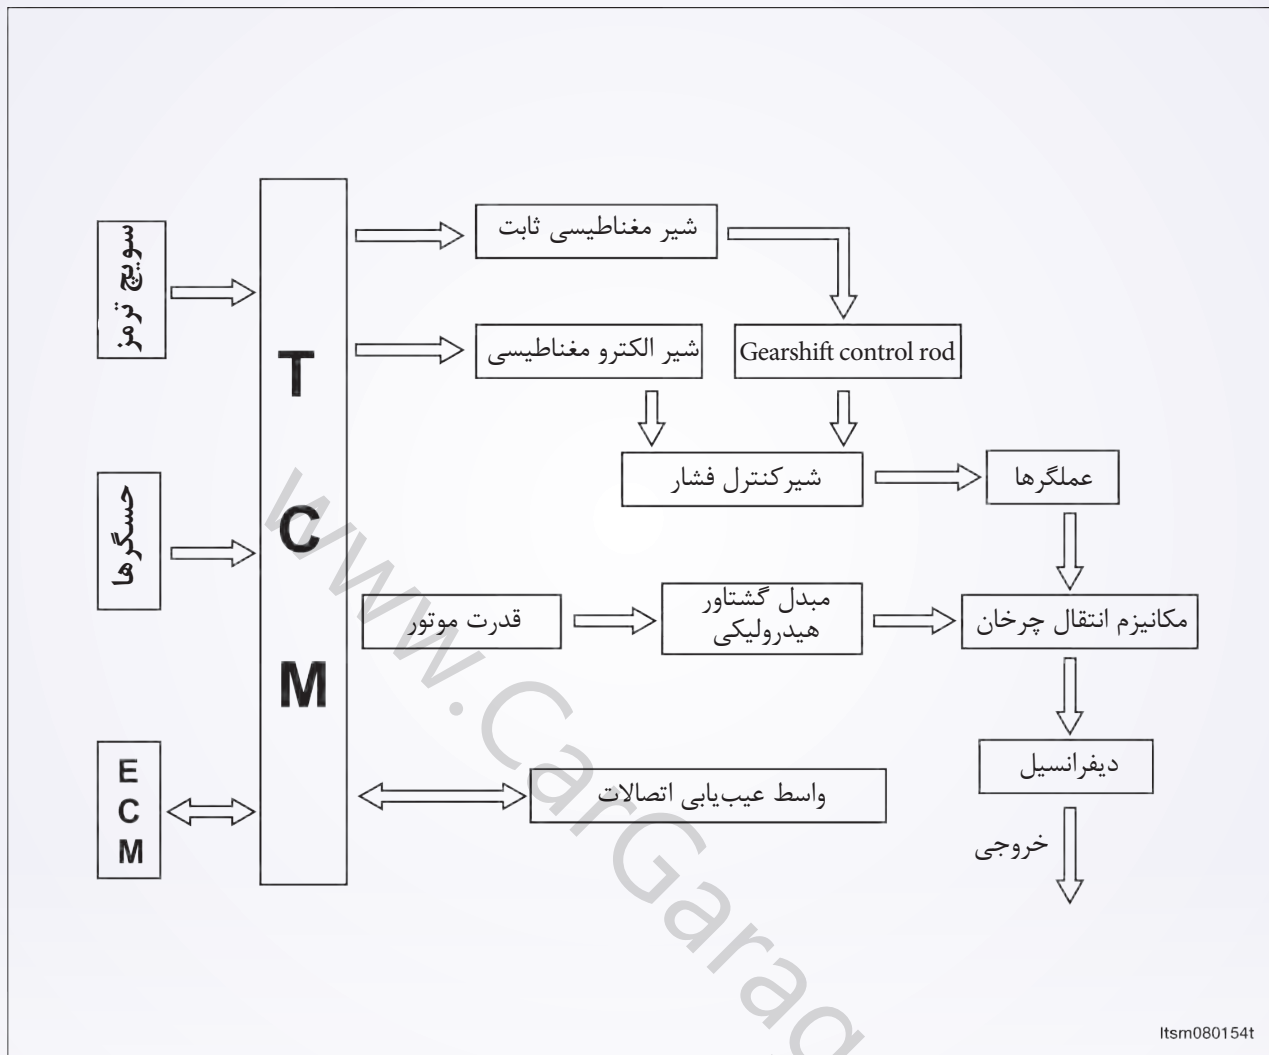 سویچ ترمز
حسگرها
E
C
M
T
C
M
شیر مغناطیسی ثابت
شیر الکترو مغناطیسی
Gearshift control rod
شیرکنترل فشار
عملگرها
قدرت موتور
مبدل گشتاور
هیدرولیکی
مکانیزم انتقال چرخان
دیفرانسیل
واسط عیب‌یابی اتصالات
خروجی
www.CarGarag
ltsm080154t